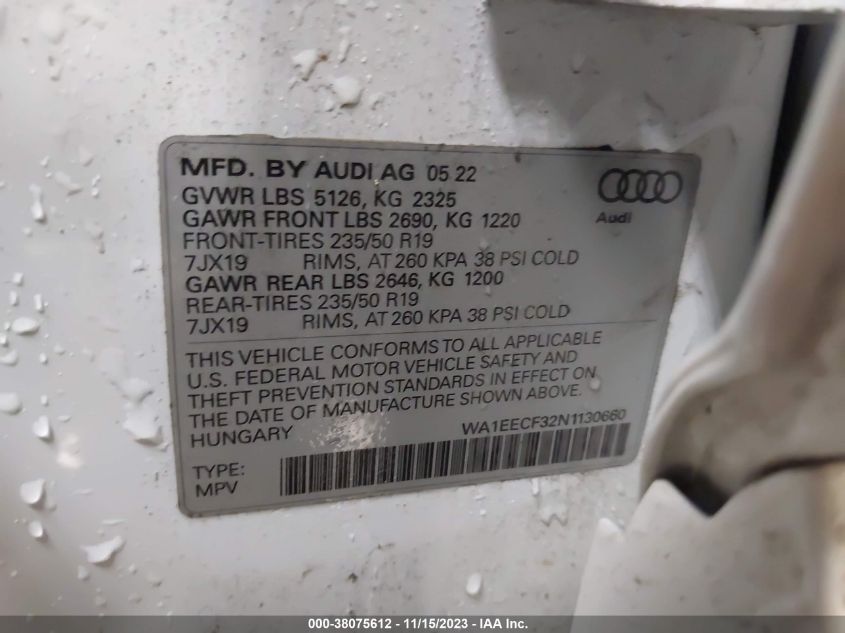 MFD. BY AUDI AG 05 22
GVWR LBS 5126, KG 2325
GAWR FRONT LBS 2690, KG 1220
FRONT-TIRES 235/50 R19
7JX19 RIMS, AT 260 KPA 38 PSI COLD
GAWR REAR LBS 2646, KG 1200
REAR-TIRES 235/50 R19
7JX19 RIMS, AT 260 KPA 38 PSI COLD
Audi
THIS VEHICLE CONFORMS TO ALL APPLICABLE
U.S. FEDERAL MOTOR VEHICLE SAFETY AND
THEFT PREVENTION STANDARDS IN EFFECT ON
THE DATE OF MANUFACTURE SHOWN ABOVE.
HUNGARY
WA1EECF32N1130660
TYPE:
MPV
000-38075612 - 11/15/2023 - WA1EEC